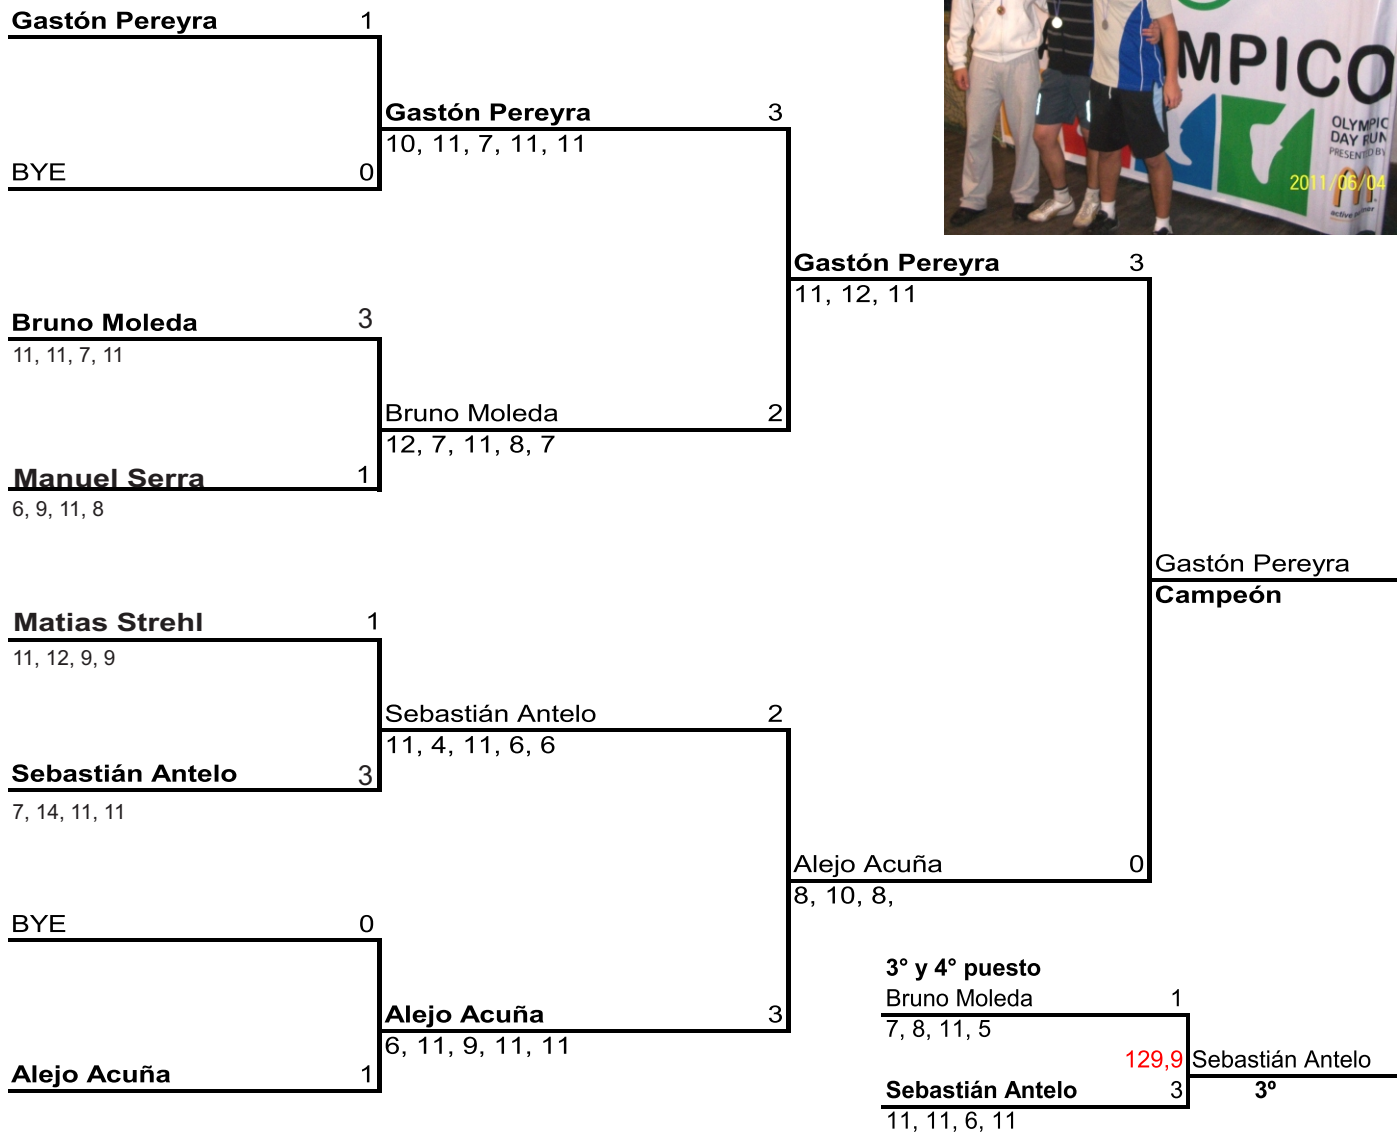 Gastón Pereyra 1
BYE 0
Bruno Moleda 3
11, 11, 7, 11
Manuel Serra 1
6, 9, 11, 8
Matias Strehl 1
11, 12, 9, 9
Sebastián Antelo 3
7, 14, 11, 11
BYE 0
Alejo Acuña 1
Gastón Pereyra 3
10, 11, 7, 11, 11
Bruno Moleda 2
12, 7, 11, 8, 7
Sebastián Antelo 2
11, 4, 11, 6, 6
Alejo Acuña 3
6, 11, 9, 11, 11
MPICO
OLYMPIC
DAY RUN
PRESENTED BY
2011/06/04
Gastón Pereyra 3
11, 12, 11
Alejo Acuña 0
8, 10, 8,
Gastón Pereyra
Campeón
3° y 4° puesto
Bruno Moleda 1
7, 8, 11, 5
129,9
Sebastián Antelo 3
11, 11, 6, 11
Sebastián Antelo
3º